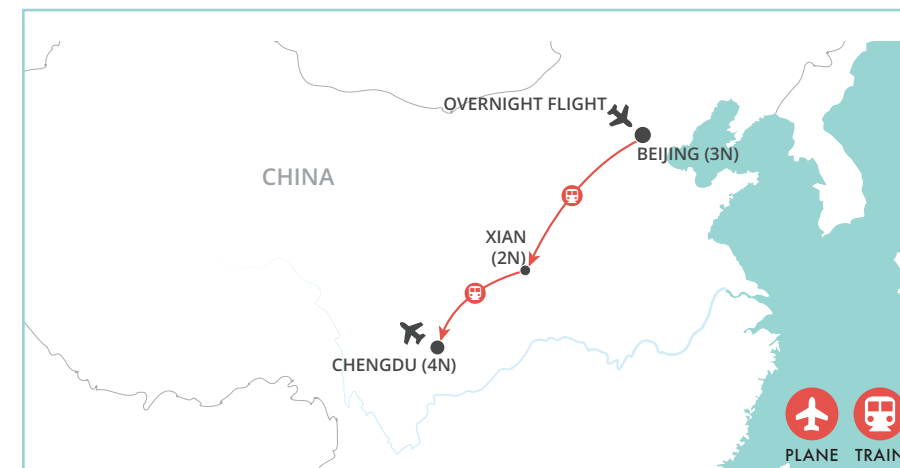 OVERNIGHT FLIGHT
BEIJING (3N)
CHINA
XIAN
(2N)
CHENGDU (4N)
PLANE TRAIN